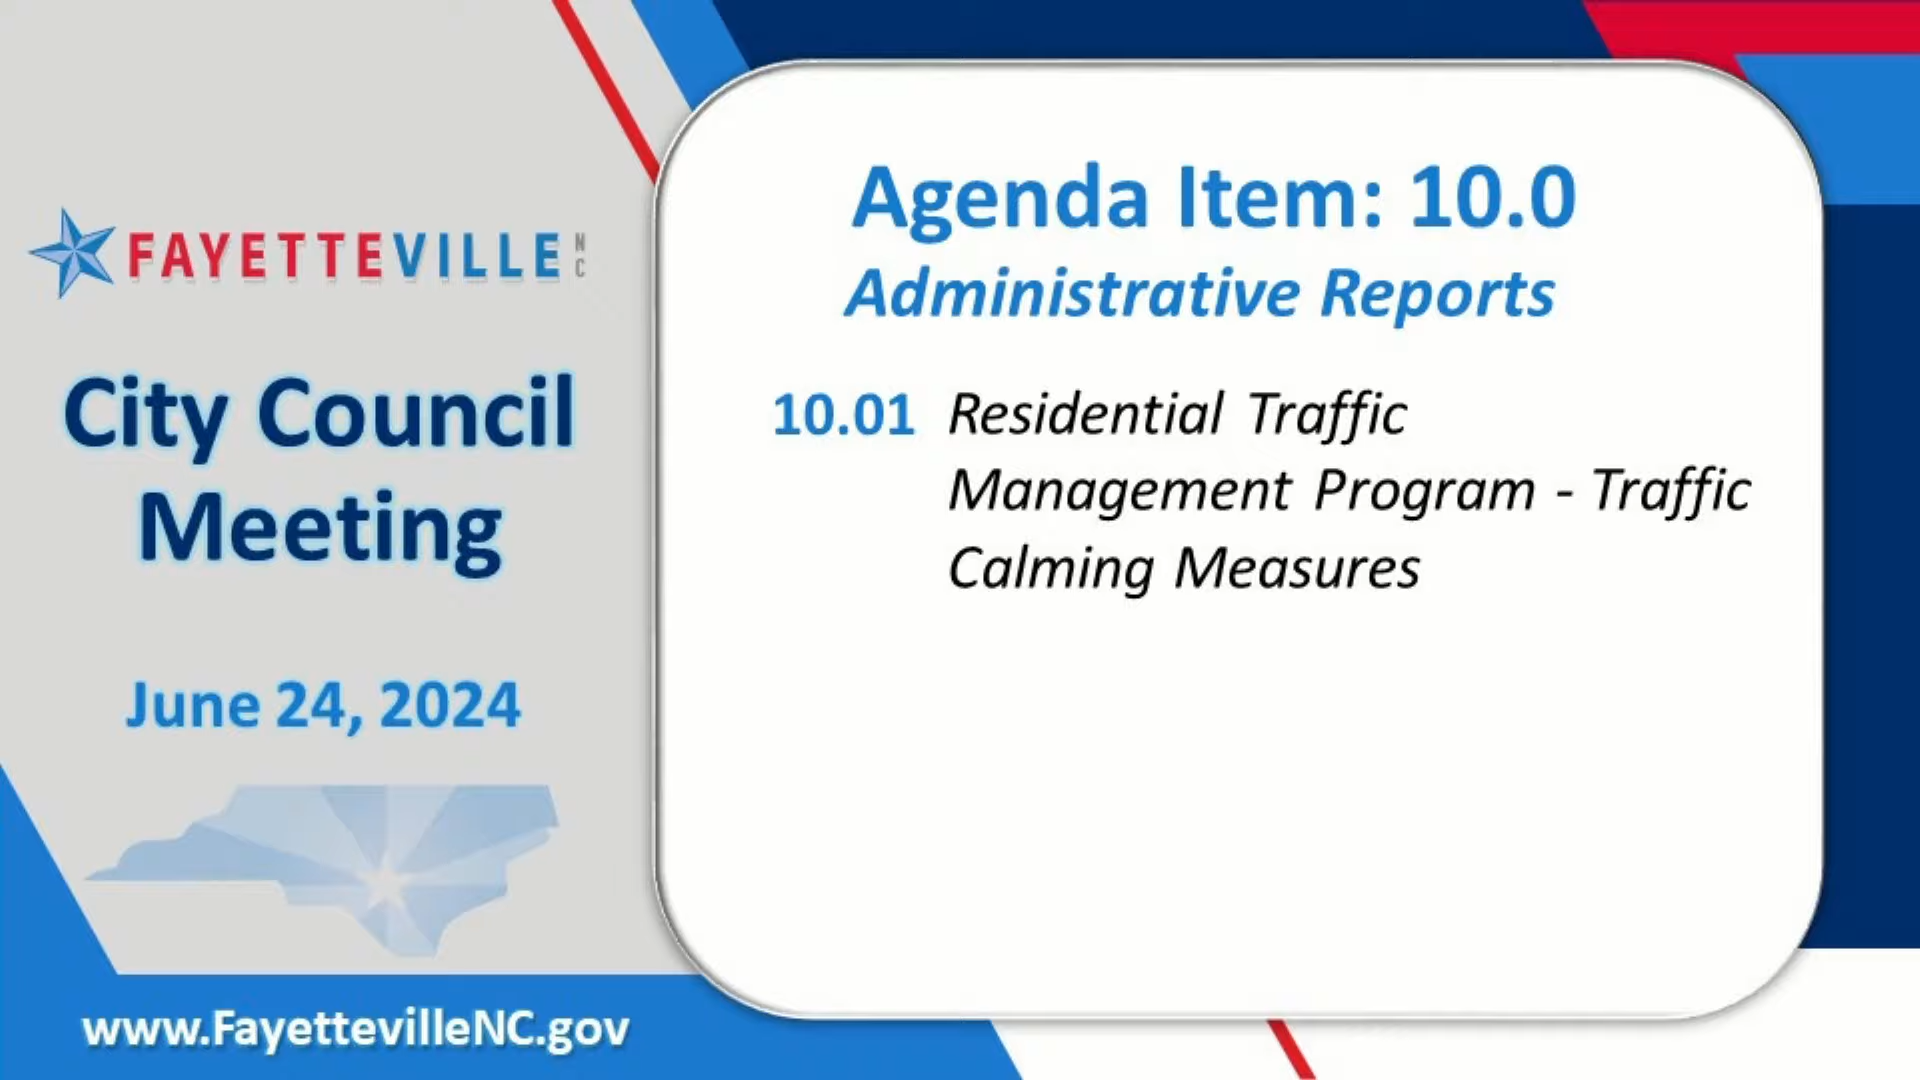 FAYETTEVILLE NC
City Council
Meeting
June 24, 2024
www.FayettevilleNC.gov
Agenda Item: 10.0
Administrative Reports
10.01 Residential Traffic
Management Program - Traffic
Calming Measures